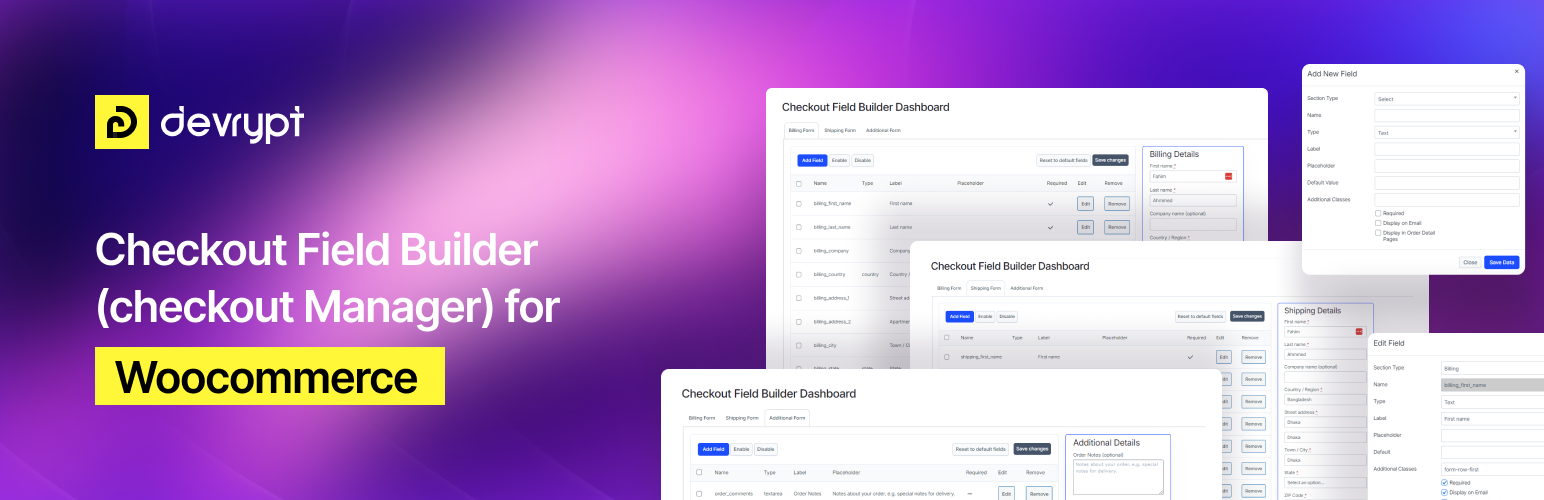 devrypt
Checkout Field Builder
(checkout Manager) for
Woocommerce
Checkout Field Builder Dashboard
Billing Form Shipping Form Additional Form
Add Field Enable Disable Reset to default fields Save changes
Name Type Label Placeholder Required Edit Remove
billing_first_name First name Edit Remove
billing_last_name Last name Edit Remove
billing_company
billing_country country
billing_address_1
billing_address_2
billing_city
Billing Details
First name *
Fahim
Last name *
Ahmmed
Company name (optional)
Country / Region *
Checkout Field Builder Dashboard
Billing Form Shipping Form Additional Form
Add Field Enable Disable Reset to default fields Save changes
Name Type Label Placeholder Required Edit Remove
shipping_first_name First name Edit Remove
Remove
Remove
Remove
Remove
Remove
Remove
Shipping Details
First name *
Fahim
Last name *
Ahmmed
Company name (optional)
Country / Region *
Bangladesh
Street address *
Dhaka
Dhaka
Town / City *
Dhaka
State *
Select an option...
ZIP Code *
Checkout Field Builder Dashboard
Billing Form Shipping Form Additional Form
Add Field Enable Disable Reset to default fields Save changes
Name Type Label Placeholder Required Edit Remove
order_comments textarea Order Notes Notes about your order, e.g. special notes for delivery. Edit Remove
Additional Details
Order Notes (optional)
Notes about your order, e.g. special
notes for delivery.
Add New Field ×
Section Type Select
Name
Type Text
Label
Placeholder
Default Value
Additional Classes
Required
Display on Email
Display in Order Detail
Pages
Close Save Data
Edit Field
Section Type Billing
Name billing_first_name
Type Text
Label First name
Placeholder
Default
Additional Classes form-row-first
Required
Display on Email